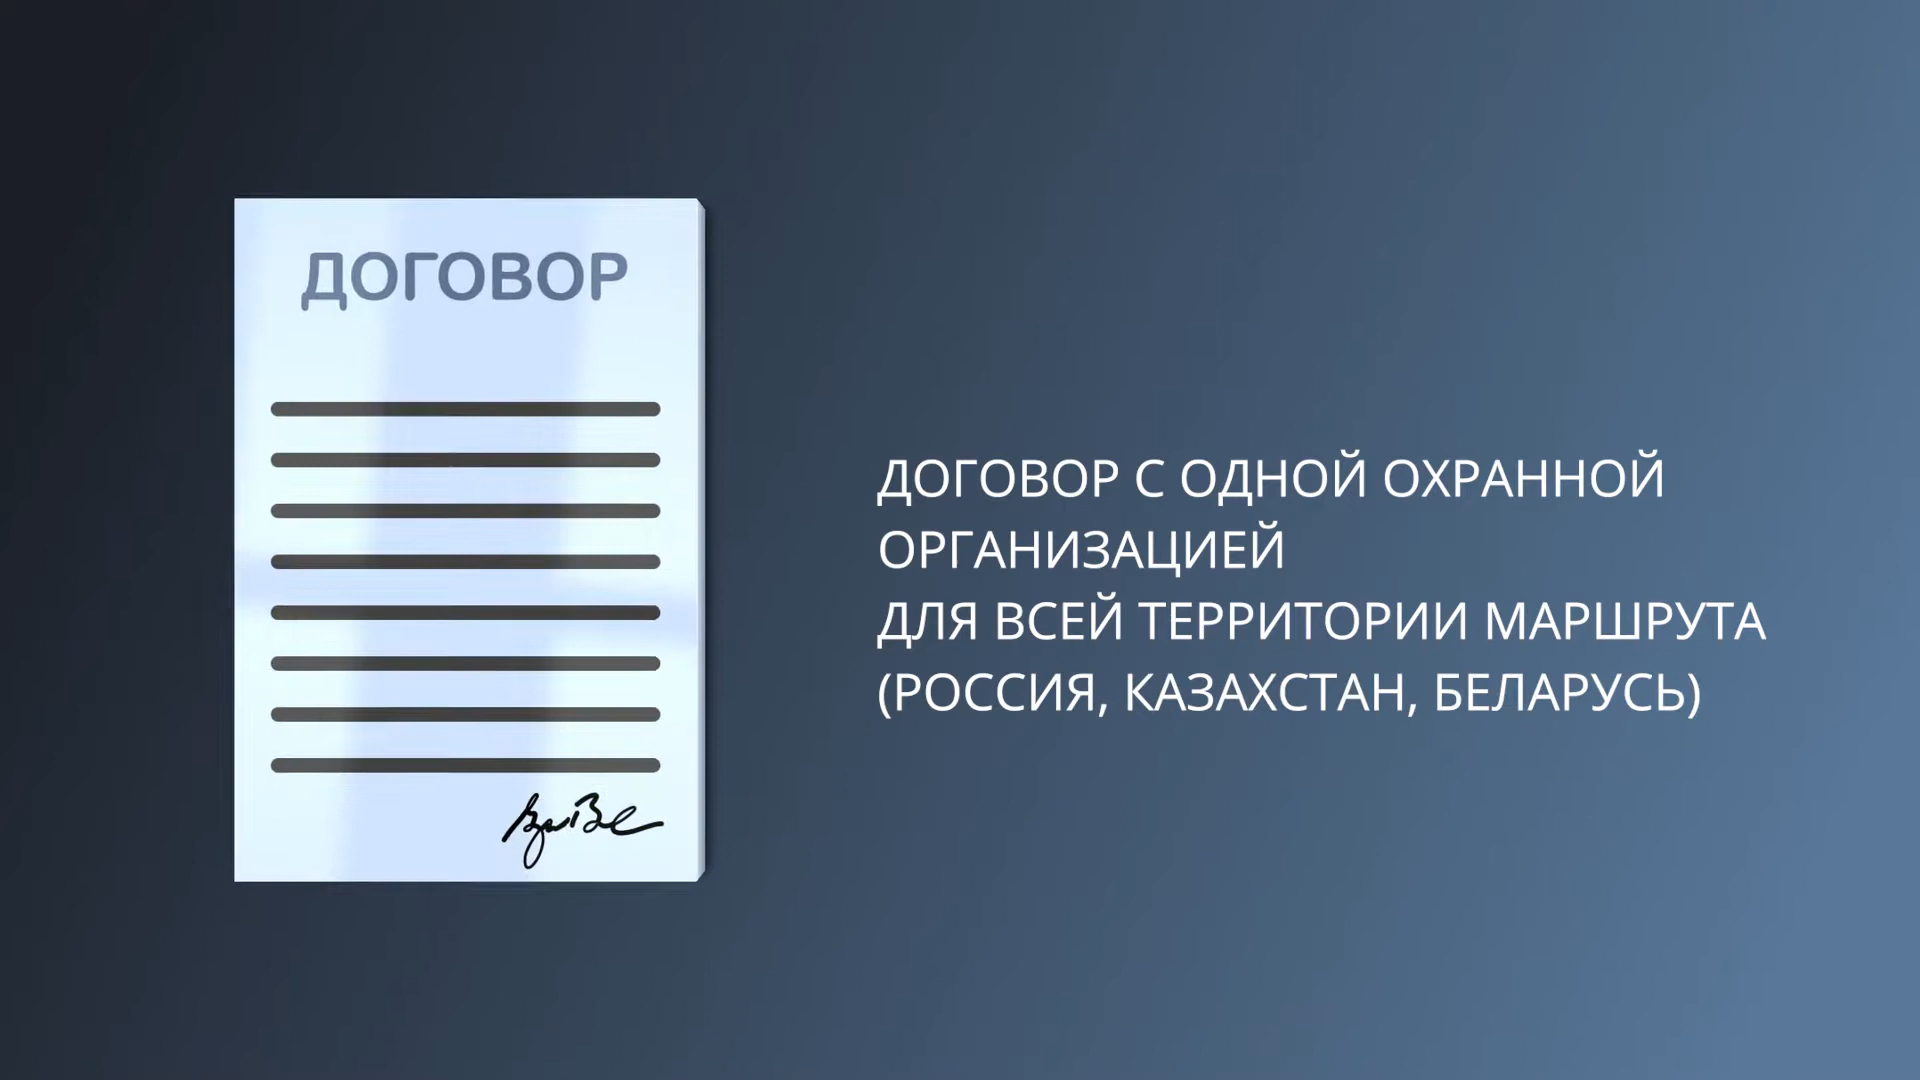 ДОГОВОР
ДОГОВОР С ОДНОЙ ОХРАННОЙ
ОРГАНИЗАЦИЕЙ
ДЛЯ ВСЕЙ ТЕРРИТОРИИ МАРШРУТА
(РОССИЯ, КАЗАХСТАН, БЕЛАРУСЬ)